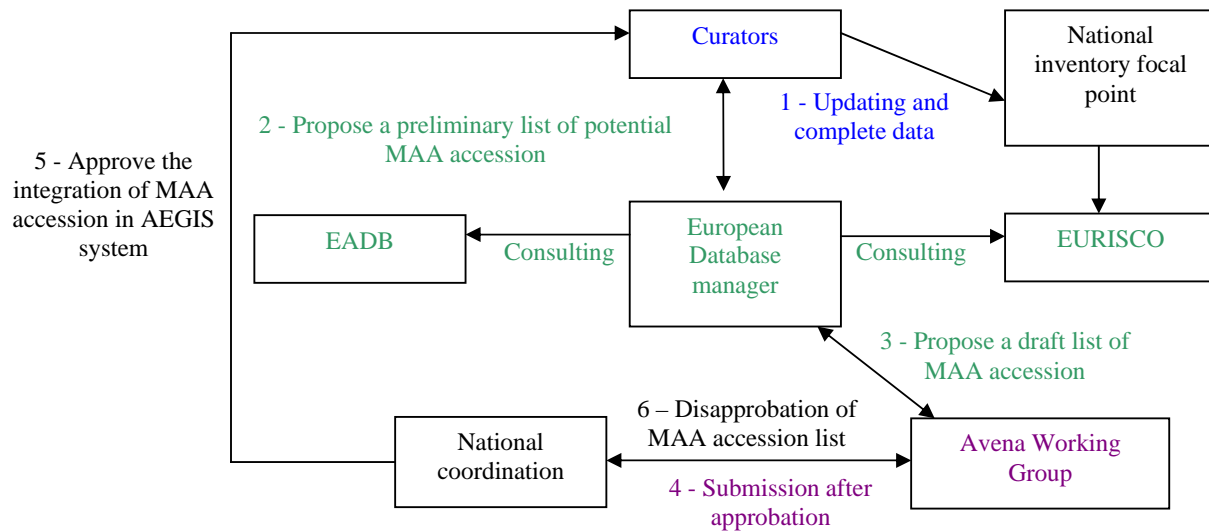 Curators
National
inventory focal
point
1 - Updating and
complete data
2 - Propose a preliminary list of potential
MAA accession
5 - Approve the
integration of MAA
accession in AEGIS
system
EADB
Consulting
European
Database
manager
Consulting
EURISCO
3 - Propose a draft list of
MAA accession
6 – Disapprobation of
MAA accession list
National
coordination
Avena Working
Group
4 - Submission after
approbation